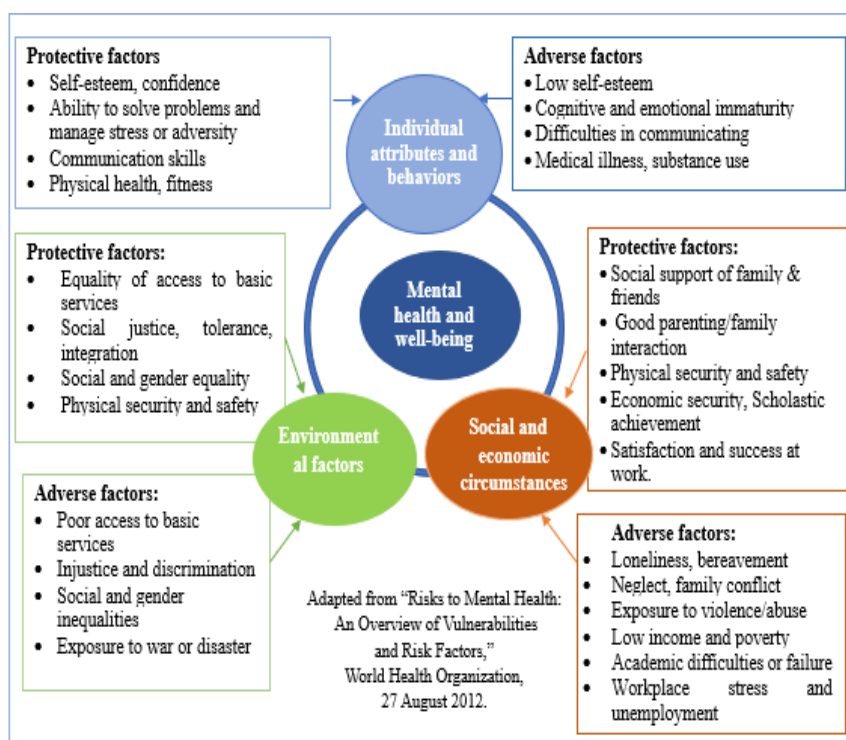 Protective factors
• Self-esteem, confidence
• Ability to solve problems and
manage stress or adversity
• Communication skills
• Physical health, fitness
Individual
attributes and
behaviors
Adverse factors
• Low self-esteem
• Cognitive and emotional immaturity
• Difficulties in communicating
• Medical illness, substance use
Protective factors:
• Equality of access to basic
services
• Social justice, tolerance,
integration
• Social and gender equality
• Physical security and safety
Mental
health and
well-being
Protective factors:
• Social support of family &
friends
• Good parenting/family
interaction
• Physical security and safety
• Economic security, Scholastic
achievement
• Satisfaction and success at
work.
Environment
al factors
Social and
economic
circumstances
Adverse factors:
• Poor access to basic
services
• Injustice and discrimination
• Social and gender
inequalities
• Exposure to war or disaster
Adapted from “Risks to Mental Health:
An Overview of Vulnerabilities
and Risk Factors,”
World Health Organization,
27 August 2012.
Adverse factors:
• Loneliness, bereavement
• Neglect, family conflict
• Exposure to violence/abuse
• Low income and poverty
• Academic difficulties or failure
• Workplace stress and
unemployment